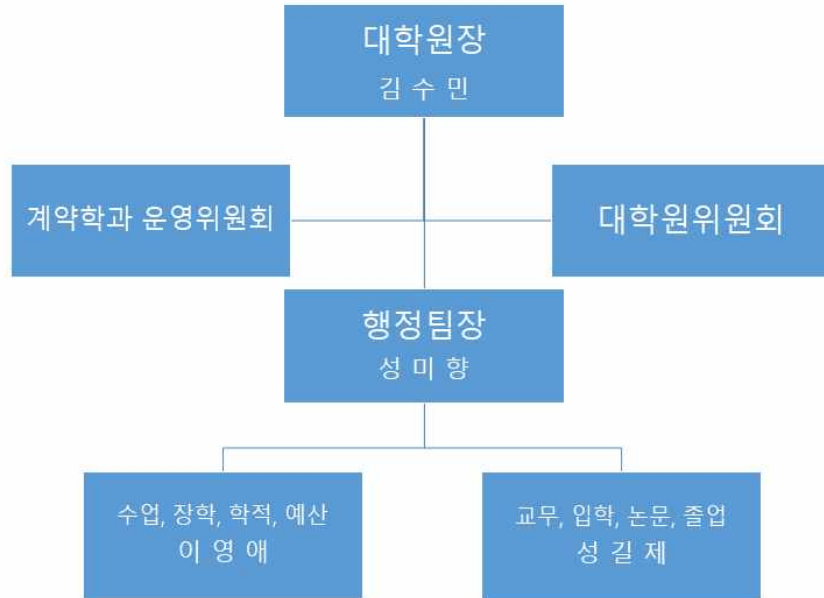 대학원장
김 수 민
계약학과 운영위원회
대학원위원회
행정팀장
성 미 향
수업, 장학, 학적, 예산
이 영 애
교무, 입학, 논문, 졸업
성 길 제